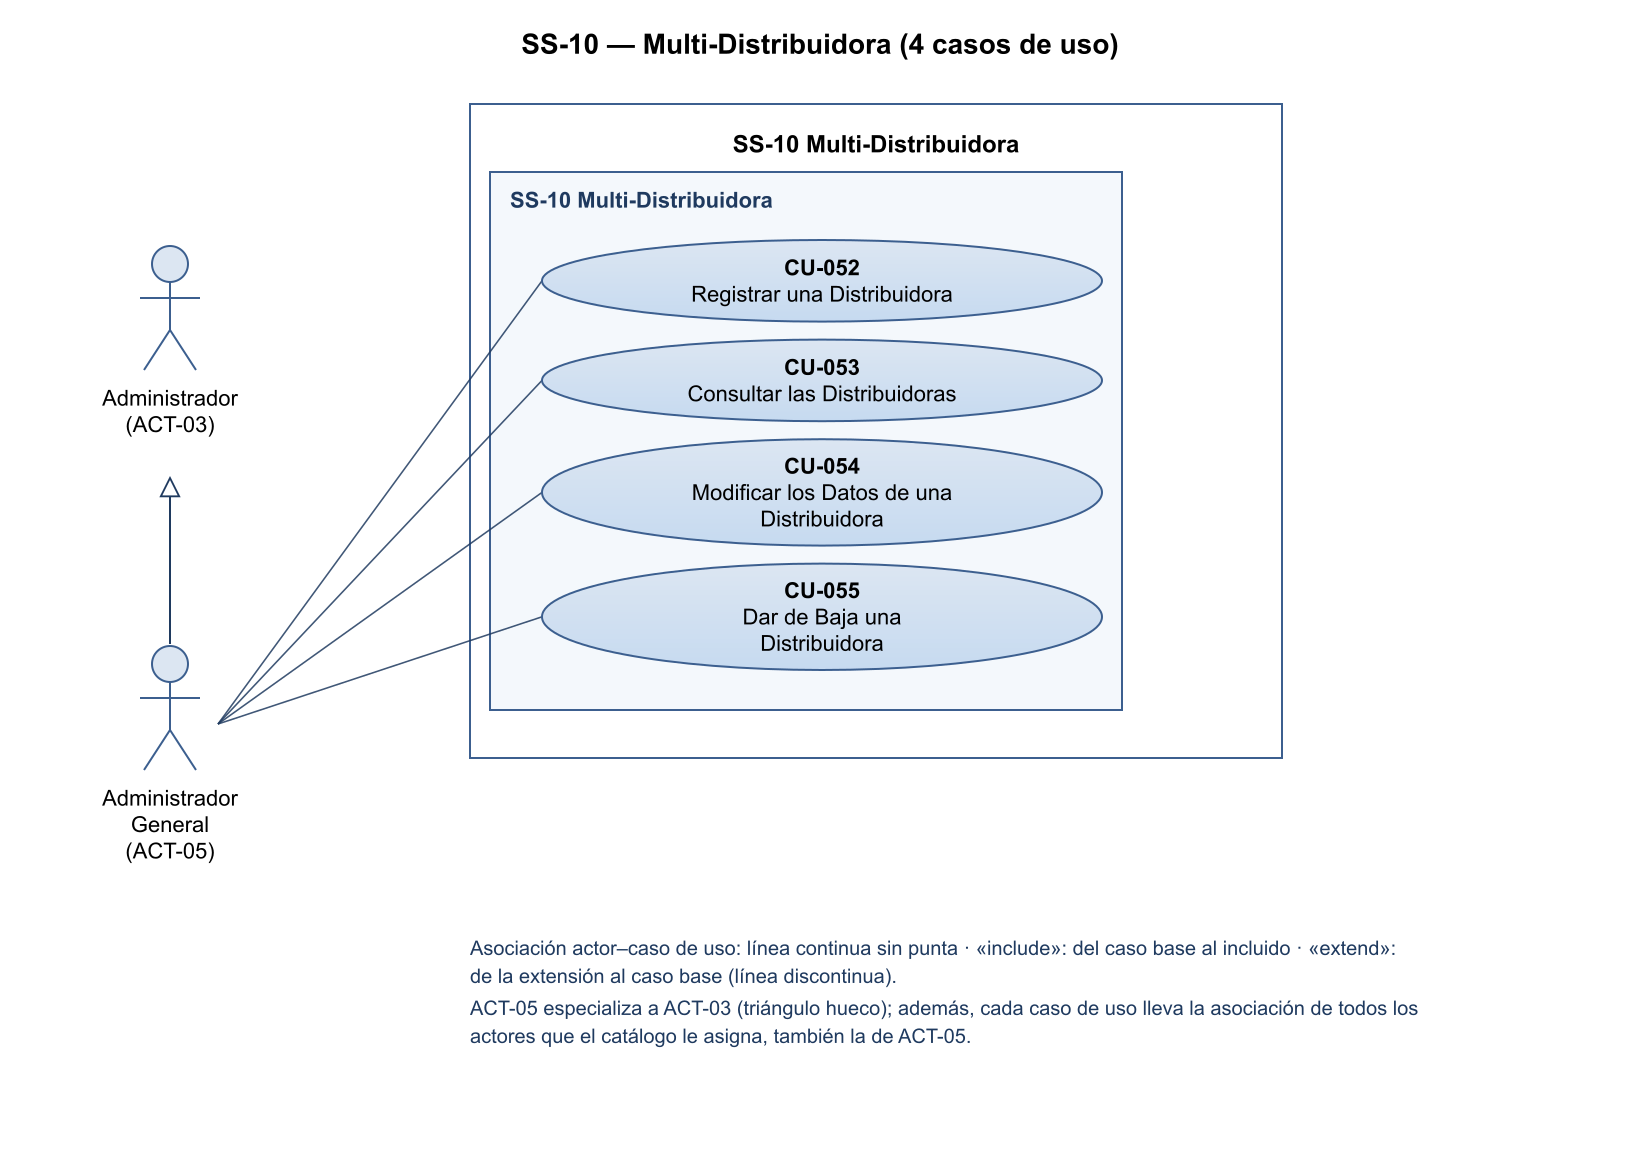 SS-10 — Multi-Distribuidora (4 casos de uso)
SS-10 Multi-Distribuidora
SS-10 Multi-Distribuidora
CU-052
Registrar una Distribuidora
CU-053
Consultar las Distribuidoras
CU-054
Modificar los Datos de una
Distribuidora
CU-055
Dar de Baja una
Distribuidora
Administrador
(ACT-03)
Administrador
General
(ACT-05)
Asociación actor–caso de uso: línea continua sin punta · «include»: del caso base al incluido · «extend»:
de la extensión al caso base (línea discontinua).
ACT-05 especializa a ACT-03 (triángulo hueco); además, cada caso de uso lleva la asociación de todos los
actores que el catálogo le asigna, también la de ACT-05.